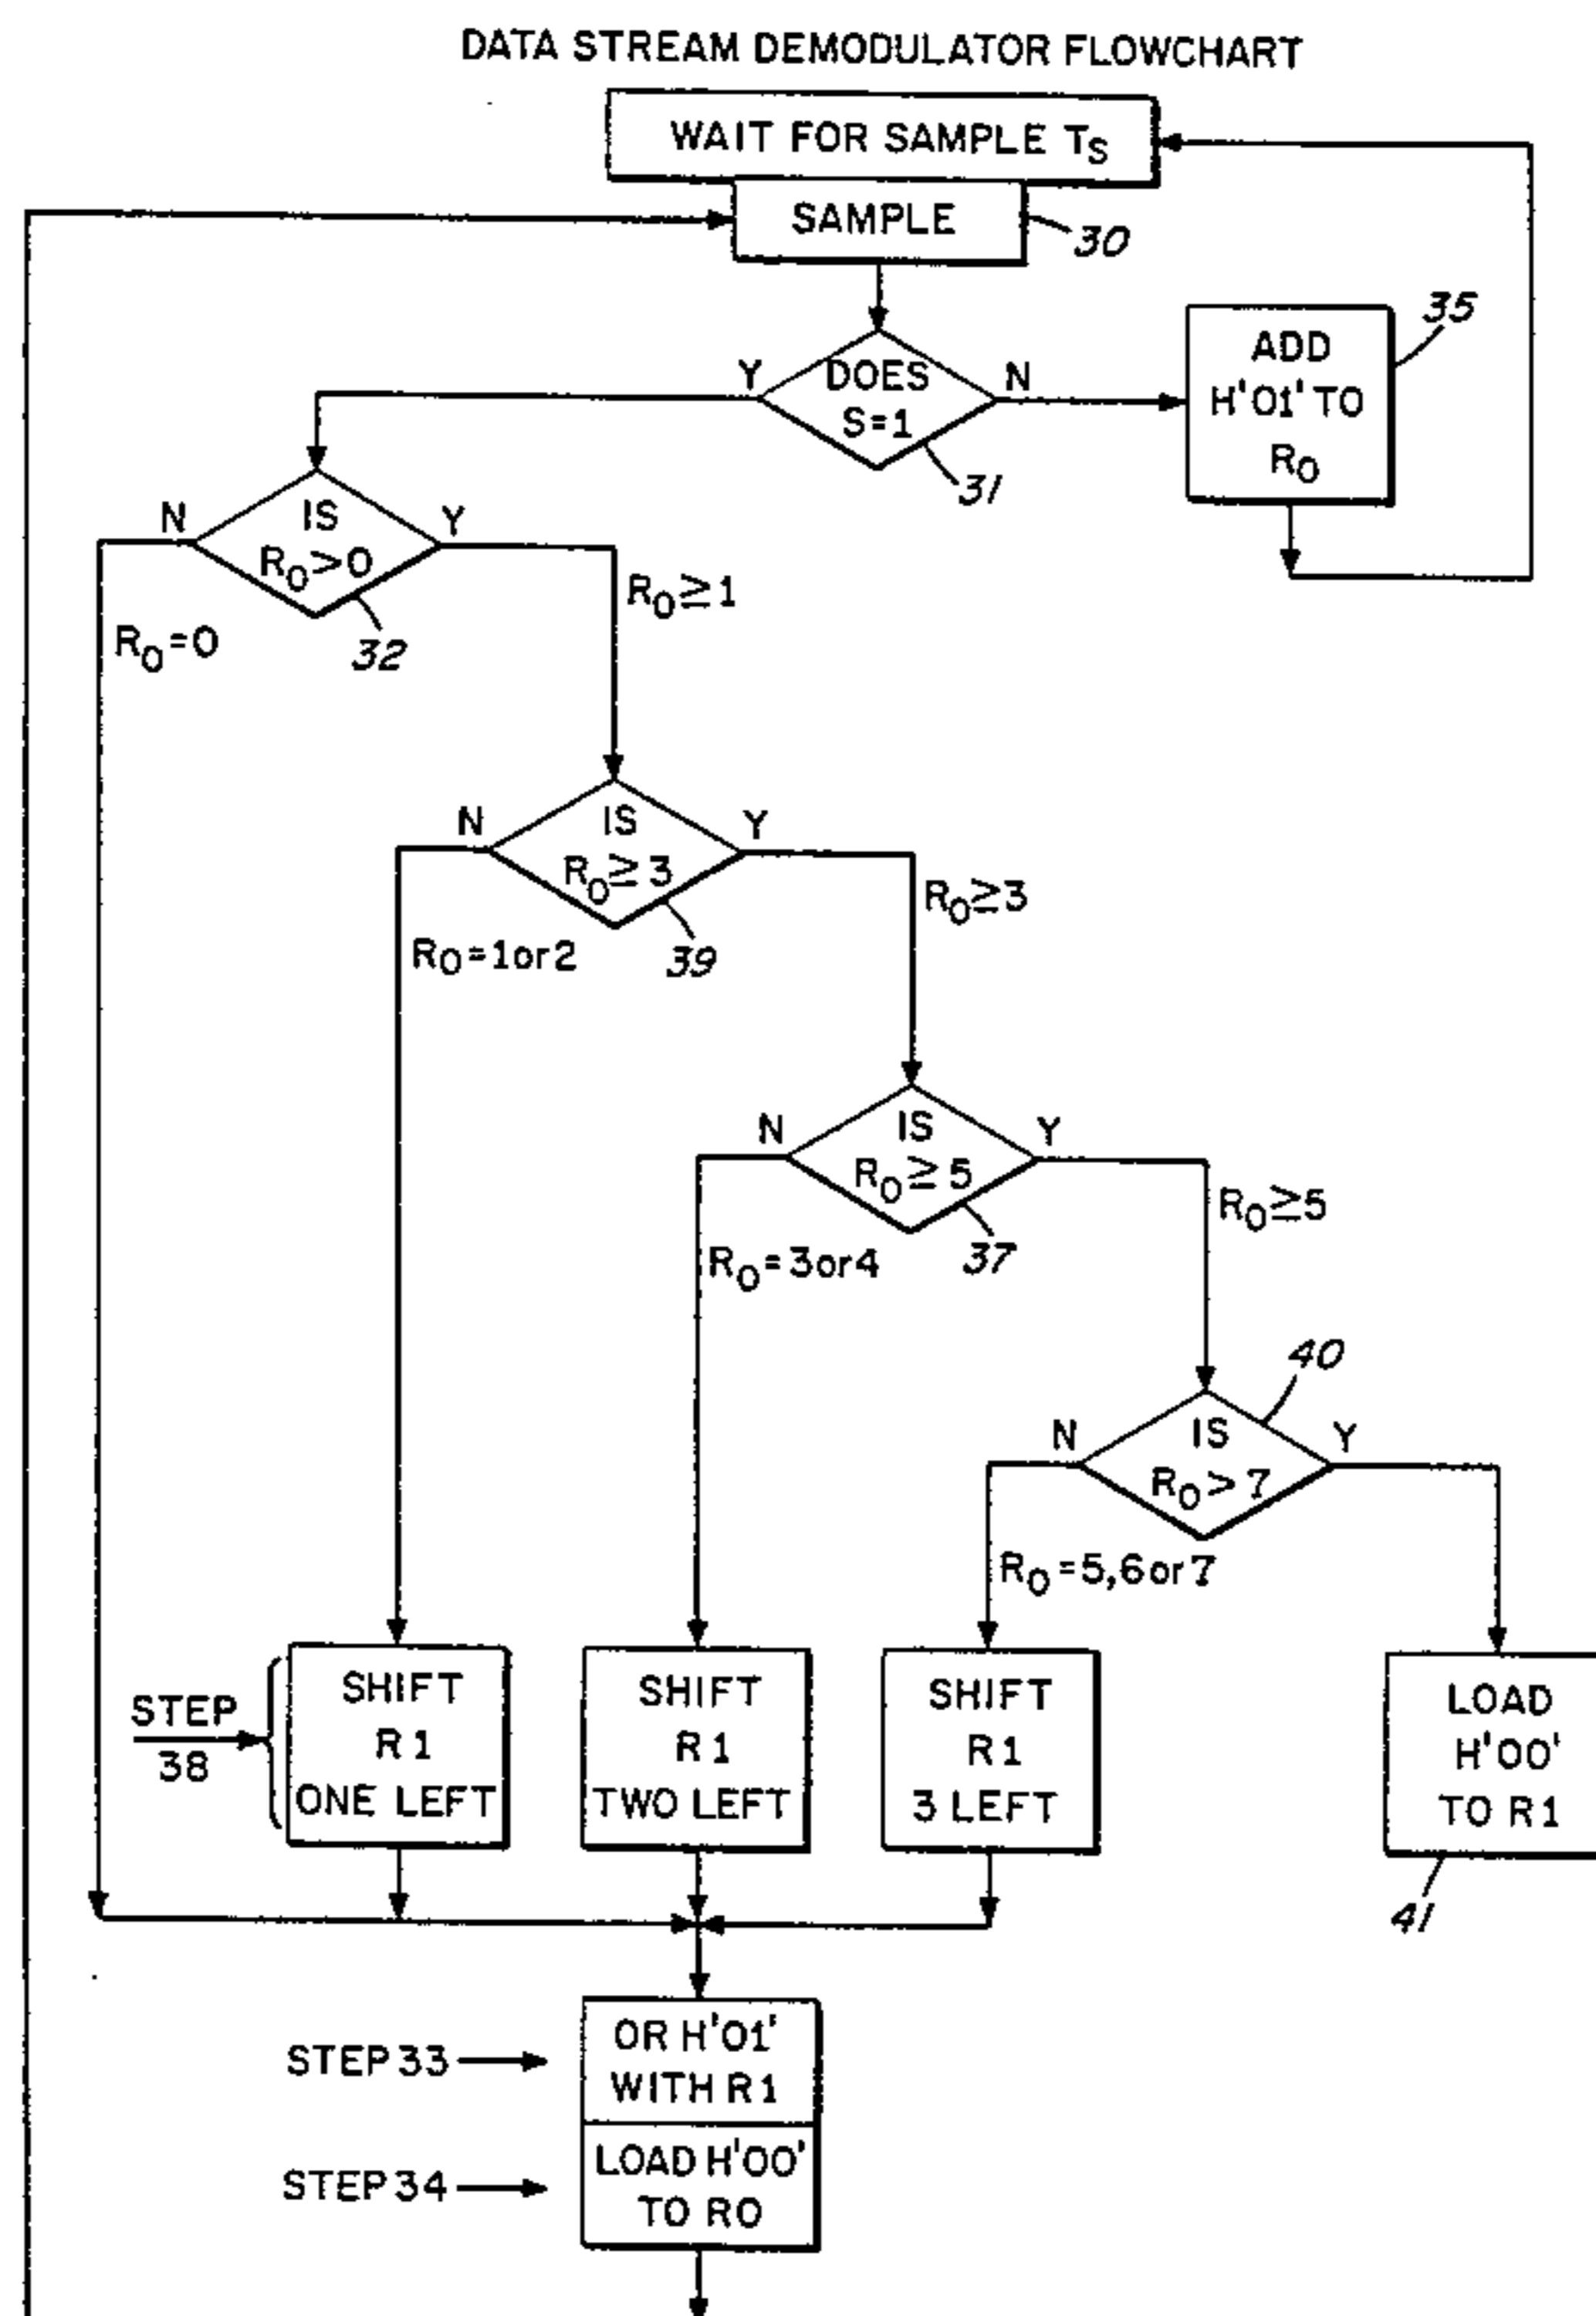 DATA STREAM DEMODULATOR FLOWCHART
WAIT FOR SAMPLE TS
SAMPLE
30
DOES
S=1
Y
N
31
ADD
H'01' TO
R0
35
IS
R0>0
N
Y
32
R0=0
R0≥1
IS
R0≥3
N
Y
39
R0=1or2
R0≥3
IS
R0≥5
N
Y
37
R0=3or4
R0≥5
40
IS
R0>7
N
Y
R0=5,6or7
STEP
38
SHIFT
R1
ONE LEFT
SHIFT
R1
TWO LEFT
SHIFT
R1
3 LEFT
LOAD
H'00'
TO R1
41
STEP33
OR H'01'
WITH R1
STEP34
LOAD H'00'
TO R0